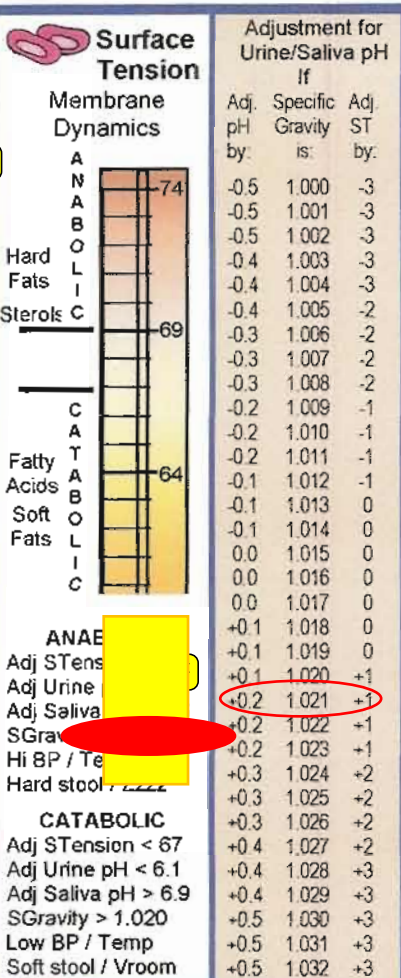 Surface
Tension
Membrane
Dynamics
ANABOLIC
74
Hard
Fats
Sterols
69
CATABOLIC
Fatty
Acids
64
Soft
Fats
ANAE
Adj STens
Adj Urine
Adj Saliva
SGrav
Hi BP / Te
Hard stool /
CATABOLIC
Adj STension < 67
Adj Urine pH < 6.1
Adj Saliva pH > 6.9
SGravity > 1.020
Low BP / Temp
Soft stool / Vroom
Adjustment for
Urine/Saliva pH
If
Adj. Specific Adj.
pH Gravity ST
by: is: by:
-0.5 1.000 -3
-0.5 1.001 -3
-0.5 1.002 -3
-0.4 1.003 -3
-0.4 1.004 -3
-0.4 1.005 -2
-0.3 1.006 -2
-0.3 1.007 -2
-0.3 1.008 -2
-0.2 1.009 -1
-0.2 1.010 -1
-0.2 1.011 -1
-0.1 1.012 -1
-0.1 1.013 0
-0.1 1.014 0
0.0 1.015 0
0.0 1.016 0
0.0 1.017 0
+0.1 1.018 0
+0.1 1.019 0
+0.1 1.020 +1
+0.2 1.021 +1
+0.2 1.022 +1
+0.2 1.023 +1
+0.3 1.024 +2
+0.3 1.025 +2
+0.3 1.026 +2
+0.4 1.027 +2
+0.4 1.028 +3
+0.4 1.029 +3
+0.5 1.030 +3
+0.5 1.031 +3
+0.5 1.032 +3